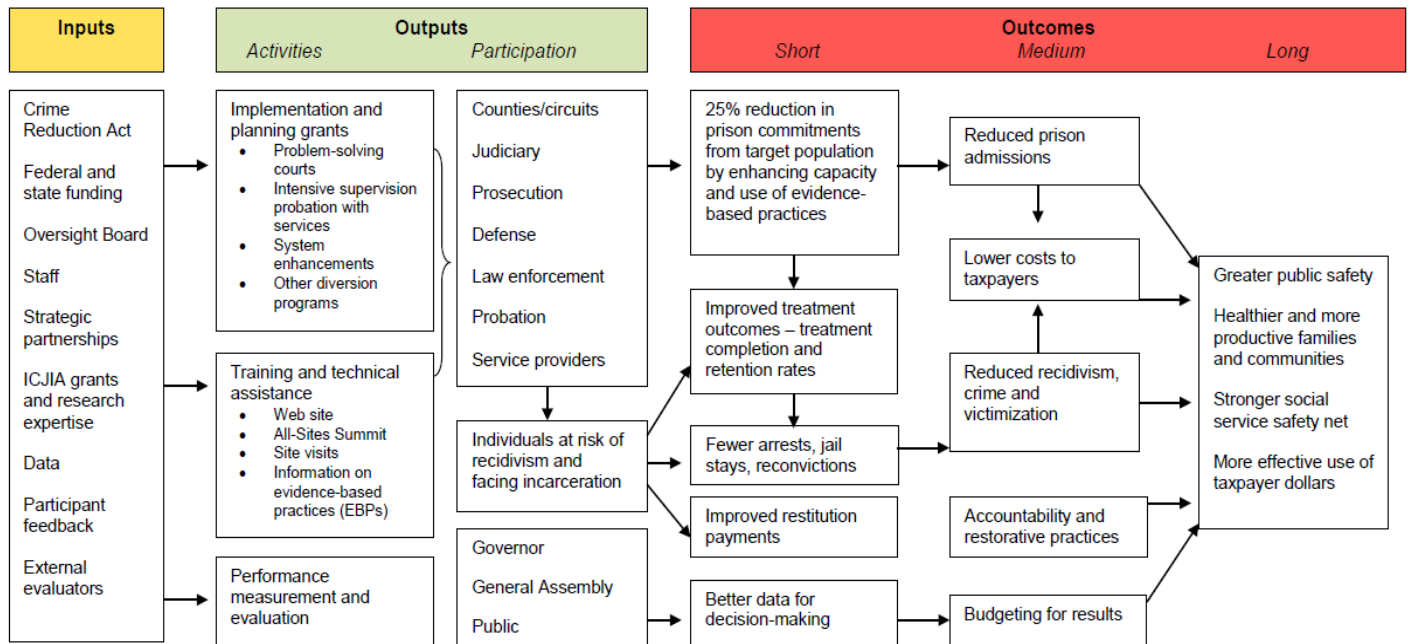 Inputs
Outputs
Activities
Participation
Outcomes
Short
Medium
Long
Crime
Reduction Act
Federal and
state funding
Oversight Board
Staff
Strategic
partnerships
ICJIA grants
and research
expertise
Data
Participant
feedback
External
evaluators
Implementation and
planning grants
• Problem-solving
courts
• Intensive supervision
probation with
services
• System
enhancements
• Other diversion
programs
Training and technical
assistance
• Web site
• All-Sites Summit
• Site visits
• Information on
evidence-based
practices (EBPs)
Performance
measurement and
evaluation
Counties/circuits
Judiciary
Prosecution
Defense
Law enforcement
Probation
Service providers
Individuals at risk of
recidivism and
facing incarceration
Governor
General Assembly
Public
25% reduction in
prison commitments
from target population
by enhancing capacity
and use of evidence-
based practices
Improved treatment
outcomes – treatment
completion and
retention rates
Fewer arrests, jail
stays, reconvictions
Improved restitution
payments
Better data for
decision-making
Reduced prison
admissions
Lower costs to
taxpayers
Reduced recidivism,
crime and
victimization
Accountability and
restorative practices
Budgeting for results
Greater public safety
Healthier and more
productive families
and communities
Stronger social
service safety net
More effective use of
taxpayer dollars